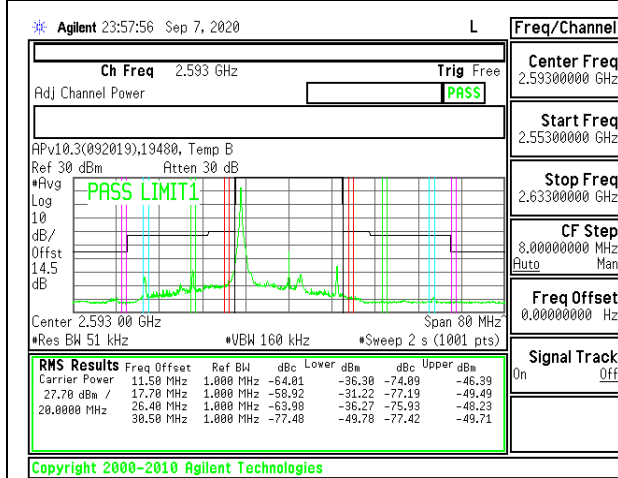 Agilent 23:57:56 Sep 7, 2020 L
Ch Freq 2.593 GHz Trig Free
Adj Channel Power PASS
APv10.3(092019),19480, Temp B
Ref 30 dBm Atten 30 dB
#Avg
Log
10
dB/
Offst
14.5
dB
PASS LIMIT1
Center 2.593 00 GHz Span 80 MHz
#Res BW 51 kHz #VBW 160 kHz #Sweep 2 s (1001 pts)
RMS Results Freq Offset Ref BW dBc Lower dBm dBc Upper dBm
Carrier Power 11.50 MHz 1.000 MHz -64.01 -36.30 -74.09 -46.39
27.70 dBm / 17.70 MHz 1.000 MHz -58.92 -31.22 -77.19 -49.49
20.0000 MHz 26.40 MHz 1.000 MHz -63.98 -36.27 -75.93 -48.23
30.50 MHz 1.000 MHz -77.48 -49.78 -77.42 -49.71
Copyright 2000-2010 Agilent Technologies
Freq/Channel
Center Freq
2.59300000 GHz
Start Freq
2.55300000 GHz
Stop Freq
2.63300000 GHz
CF Step
8.00000000 MHz
Auto Man
Freq Offset
0.00000000 Hz
Signal Track
On Off